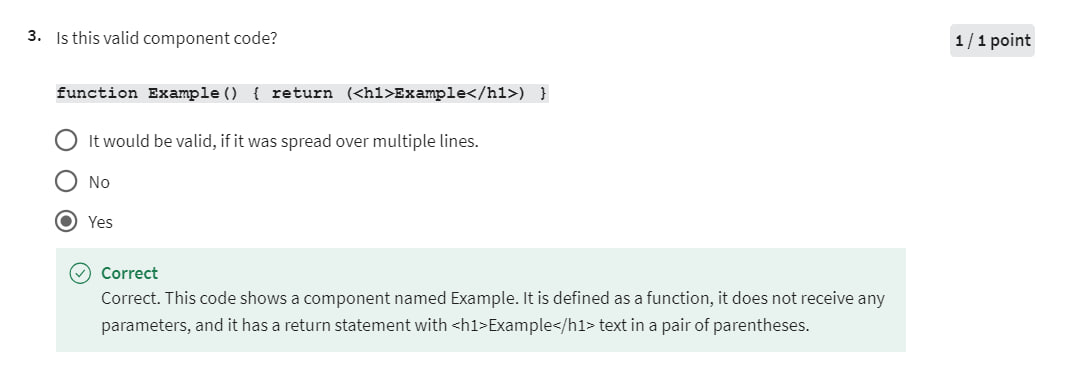 3. Is this valid component code?
1 / 1 point
function Example() { return (<h1>Example</h1>) }
It would be valid, if it was spread over multiple lines.
No
Yes
Correct
Correct. This code shows a component named Example. It is defined as a function, it does not receive any
parameters, and it has a return statement with <h1>Example</h1> text in a pair of parentheses.